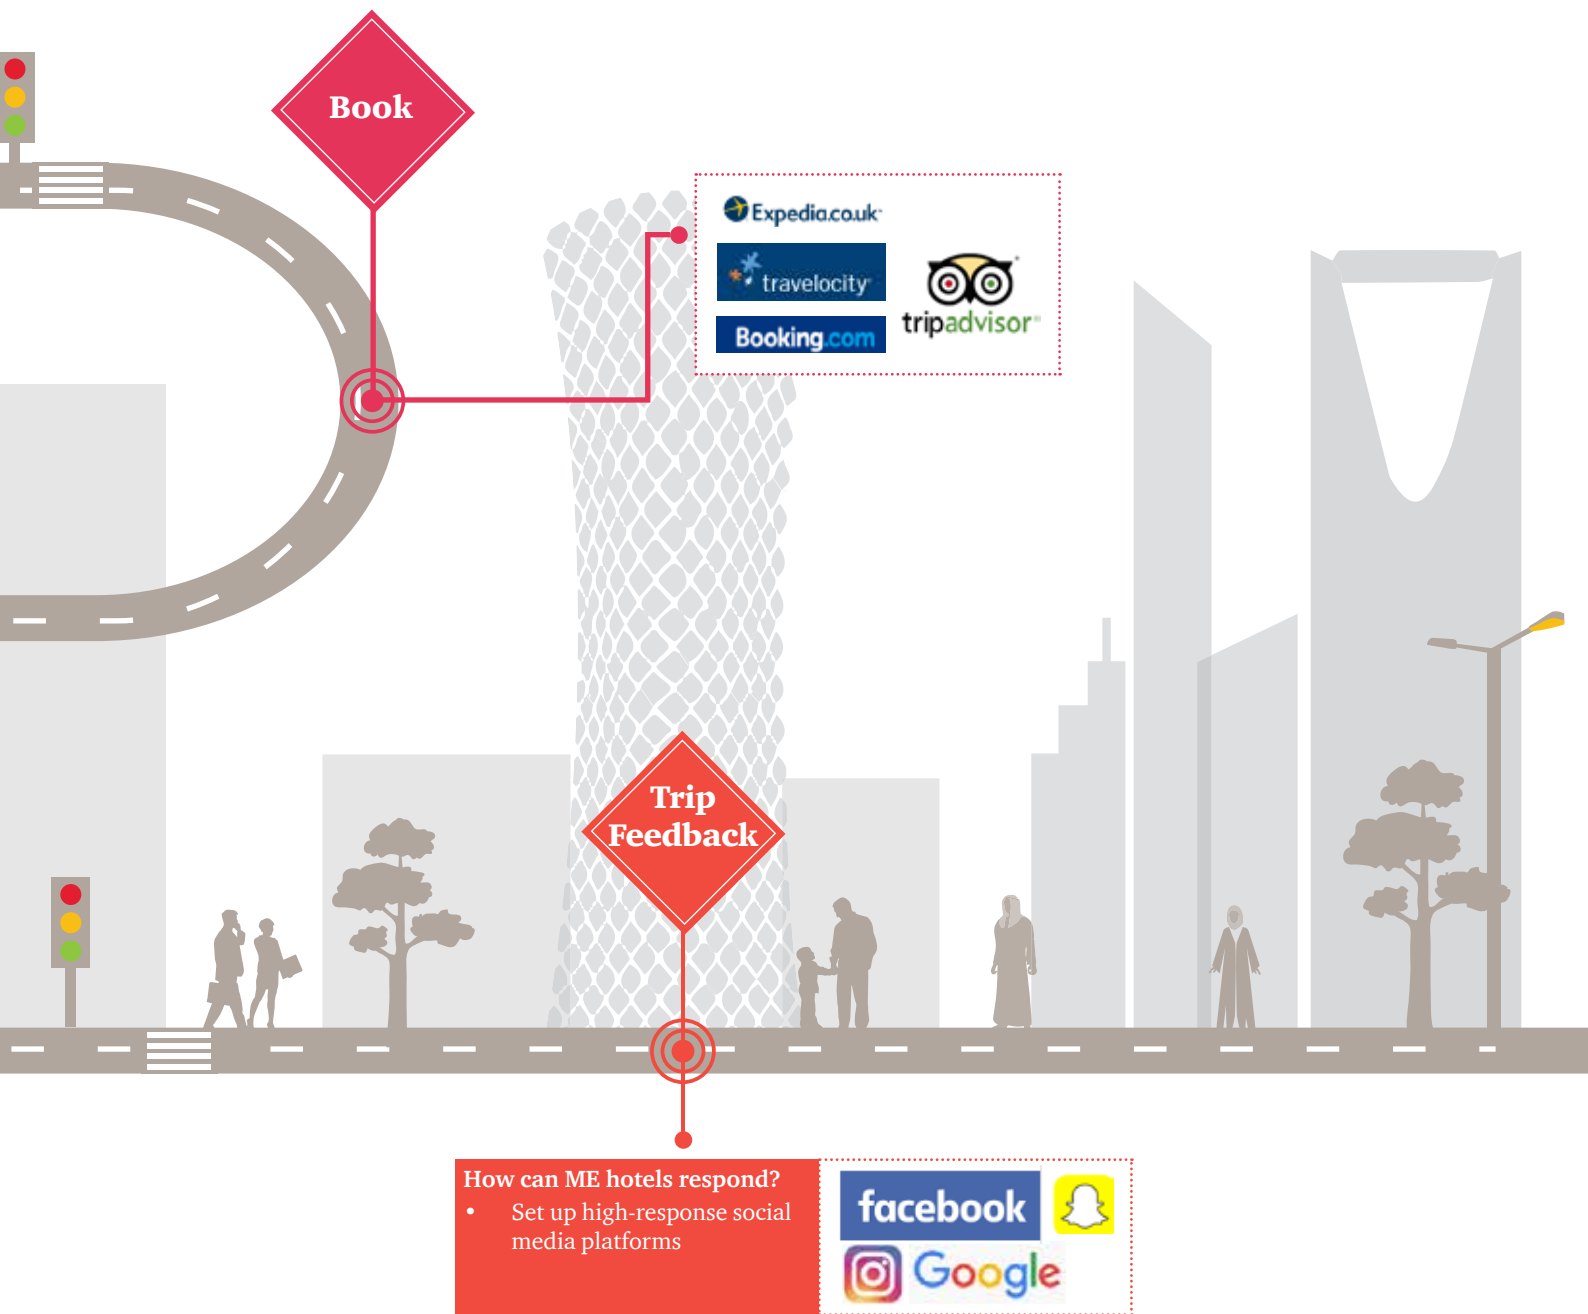 Book
Expedia.co.uk
travelocity
Booking.com
tripadvisor
Trip
Feedback
How can ME hotels respond?
• Set up high-response social
media platforms
facebook
Google